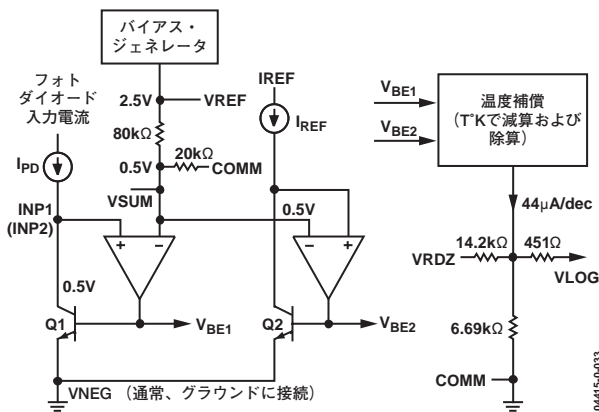 バイアス・
ジェネレータ
フォト
ダイオード
入力電流
2.5V
VREF
80kΩ
0.5V
20kΩ
COMM
VSUM
IPD
INP1
(INP2)
0.5V
Q1
VBE1
IREF
IREF
0.5V
Q2
VBE2
VNEG (通常、グラウンドに接続)
VBE1
VBE2
温度補償
(T°Kで減算および
除算)
44μA/dec
14.2kΩ
451Ω
VRDZ
VLOG
6.69kΩ
COMM
04415-0-033